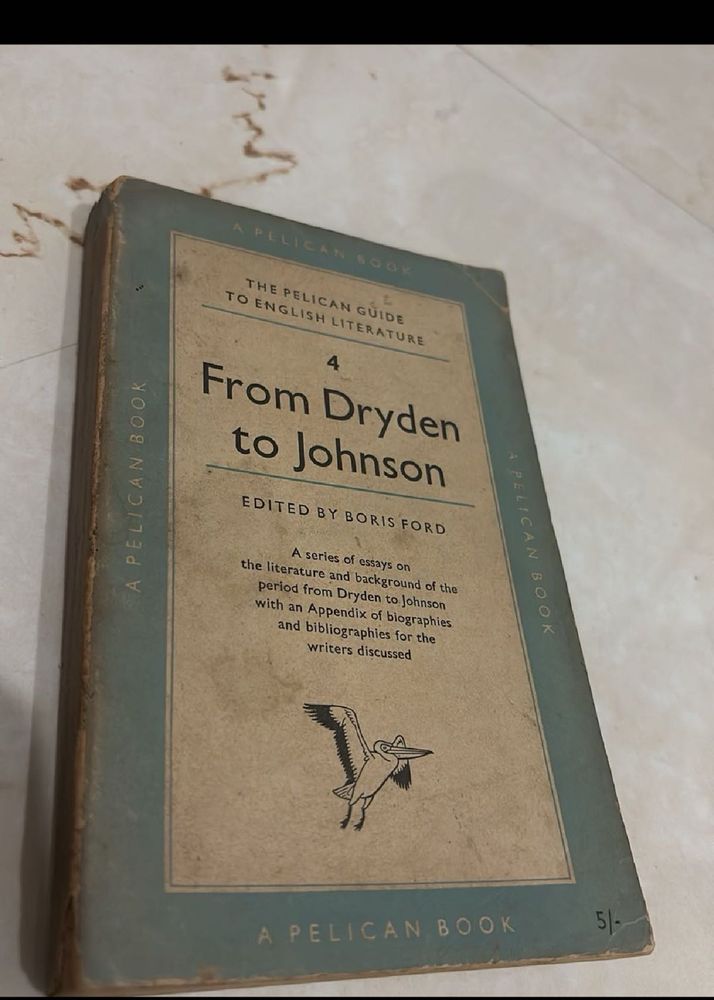 A PELICAN BOOK
THE PELICAN GUIDE
TO ENGLISH LITERATURE
4
From Dryden
to Johnson
EDITED BY BORIS FORD
A series of essays on
the literature and background of the
period from Dryden to Johnson
with an Appendix of biographies
and bibliographies for the
writers discussed
A PELICAN BOOK
A PELICAN BOOK
A PELICAN BOOK
5/-